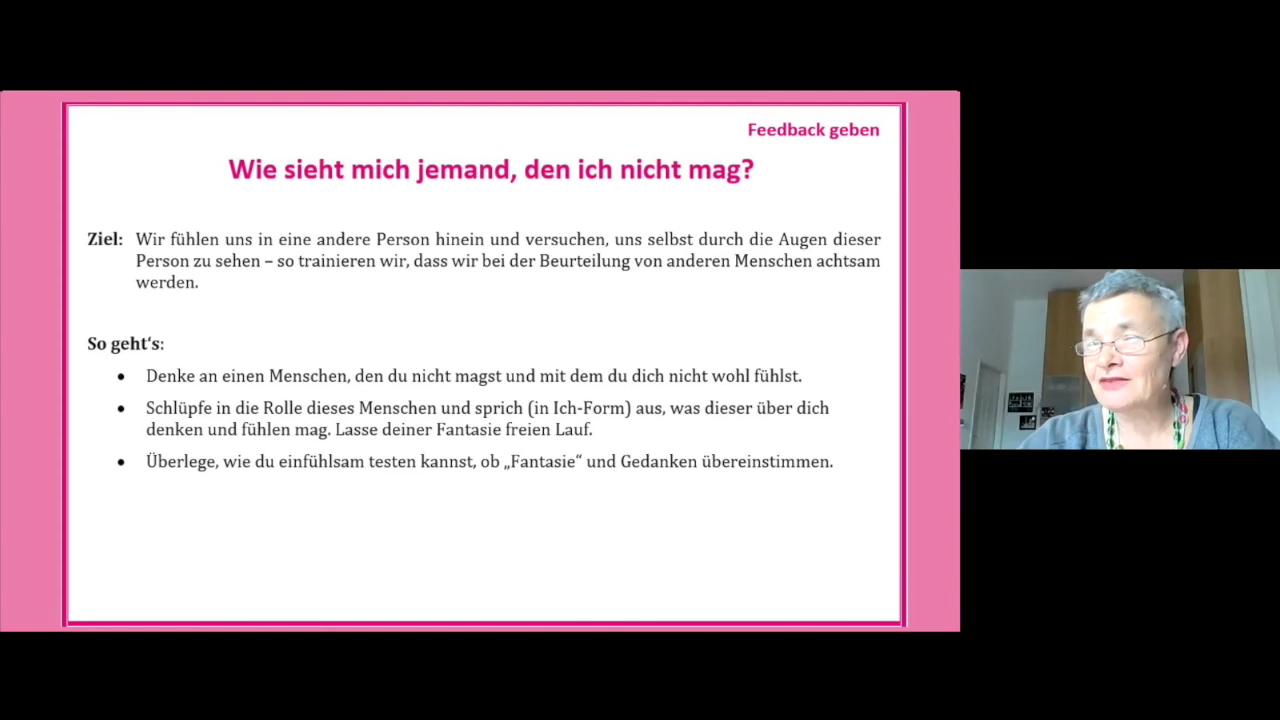 Feedback geben
Wie sieht mich jemand, den ich nicht mag?
Ziel: Wir fühlen uns in eine andere Person hinein und versuchen, uns selbst durch die Augen dieser
Person zu sehen – so trainieren wir, dass wir bei der Beurteilung von anderen Menschen achtsam
werden.
So geht‘s:
• Denke an einen Menschen, den du nicht magst und mit dem du dich nicht wohl fühlst.
• Schlüpfe in die Rolle dieses Menschen und sprich (in Ich-Form) aus, was dieser über dich
denken und fühlen mag. Lasse deiner Fantasie freien Lauf.
• Überlege, wie du einfühlsam testen kannst, ob „Fantasie“ und Gedanken übereinstimmen.